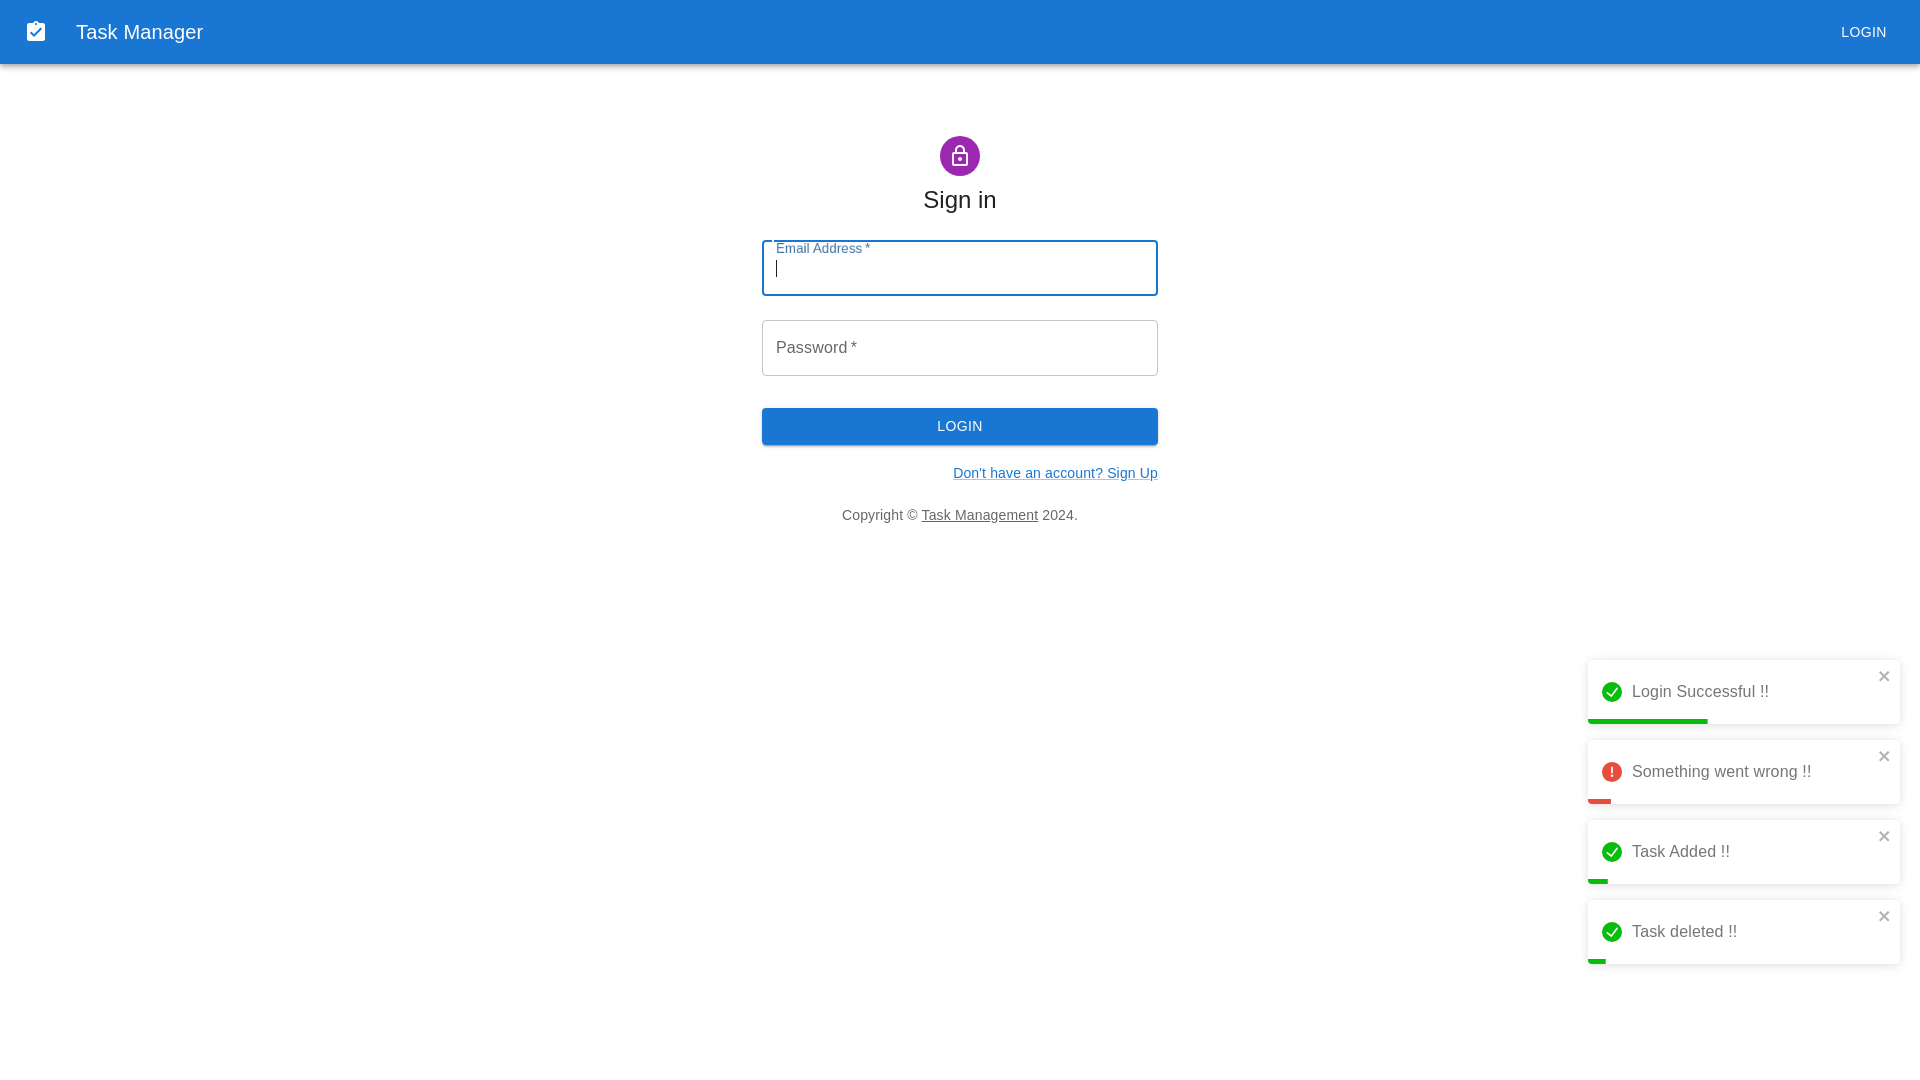 Task Manager
LOGIN
Sign in
Email Address *
Password *
LOGIN
Don't have an account? Sign Up
Copyright © Task Management 2024.
Login Successful !!
Something went wrong !!
Task Added !!
Task deleted !!